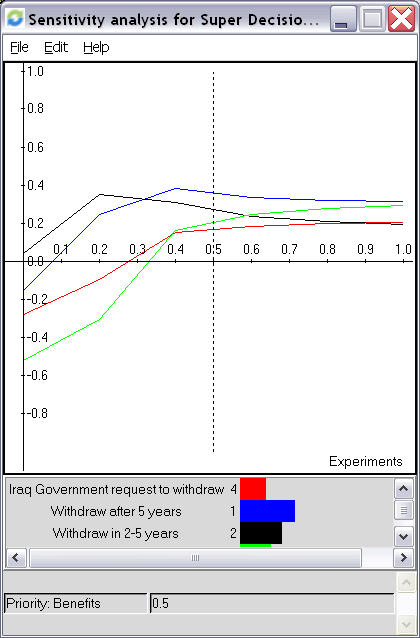 Sensitivity analysis for Super Decisio...
File Edit Help
1.0
0.8
0.6
0.4
0.2
0.0 0.1 0.2 0.3 0.4 0.5 0.6 0.7 0.8 0.9 1.0
-0.2
-0.4
-0.6
-0.8
Experiments
Iraq Government request to withdraw 4
Withdraw after 5 years 1
Withdraw in 2-5 years 2
Priority: Benefits 0.5